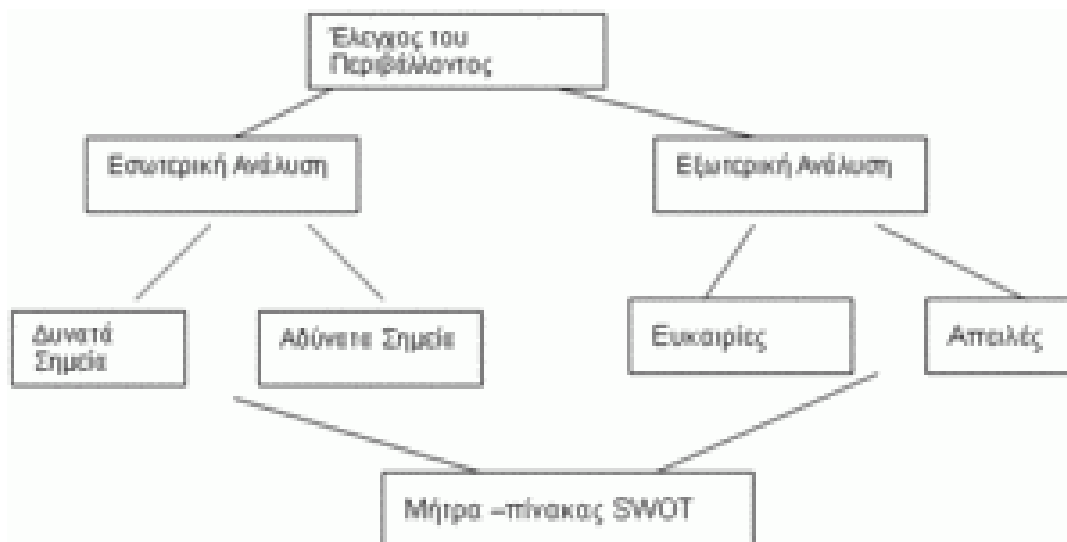 Έλεγχος του
Περιβάλλοντος
Εσωτερική Ανάλυση
Εξωτερική Ανάλυση
Δυνατά
Σημεία
Αδύνατα Σημεία
Ευκαιρίες
Απειλές
Μήτρα –πίνακας SWOT